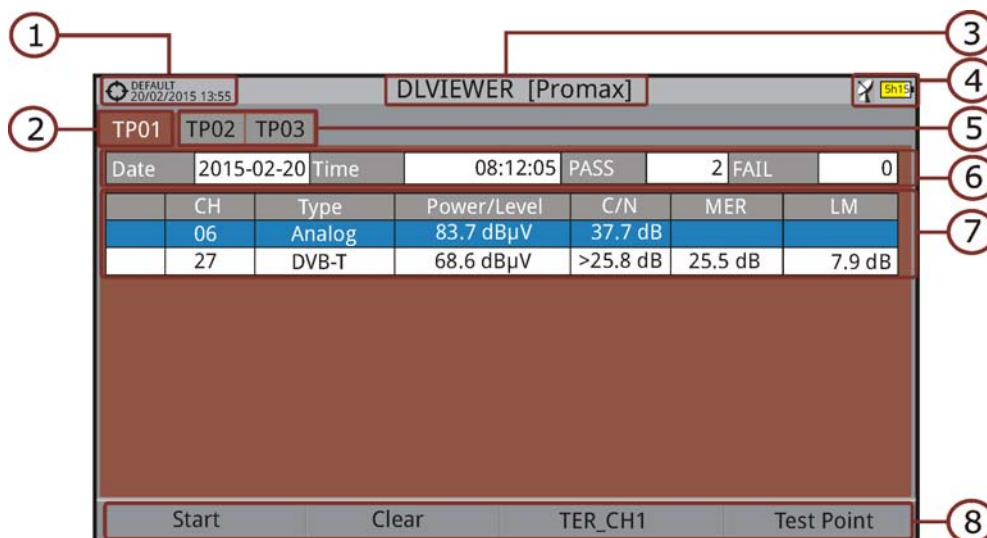 1 3
DEFAULT DLVIEWER [Promax] 5h15 4
20/02/2015 13:55
2 TP01 TP02 TP03 5
Date 2015-02-20 Time 08:12:05 PASS 2 FAIL 0 6
CH Type Power/Level C/N MER LM
06 Analog 83.7 dBµV 37.7 dB 7
27 DVB-T 68.6 dBµV >25.8 dB 25.5 dB 7.9 dB
Start Clear TER_CH1 Test Point 8